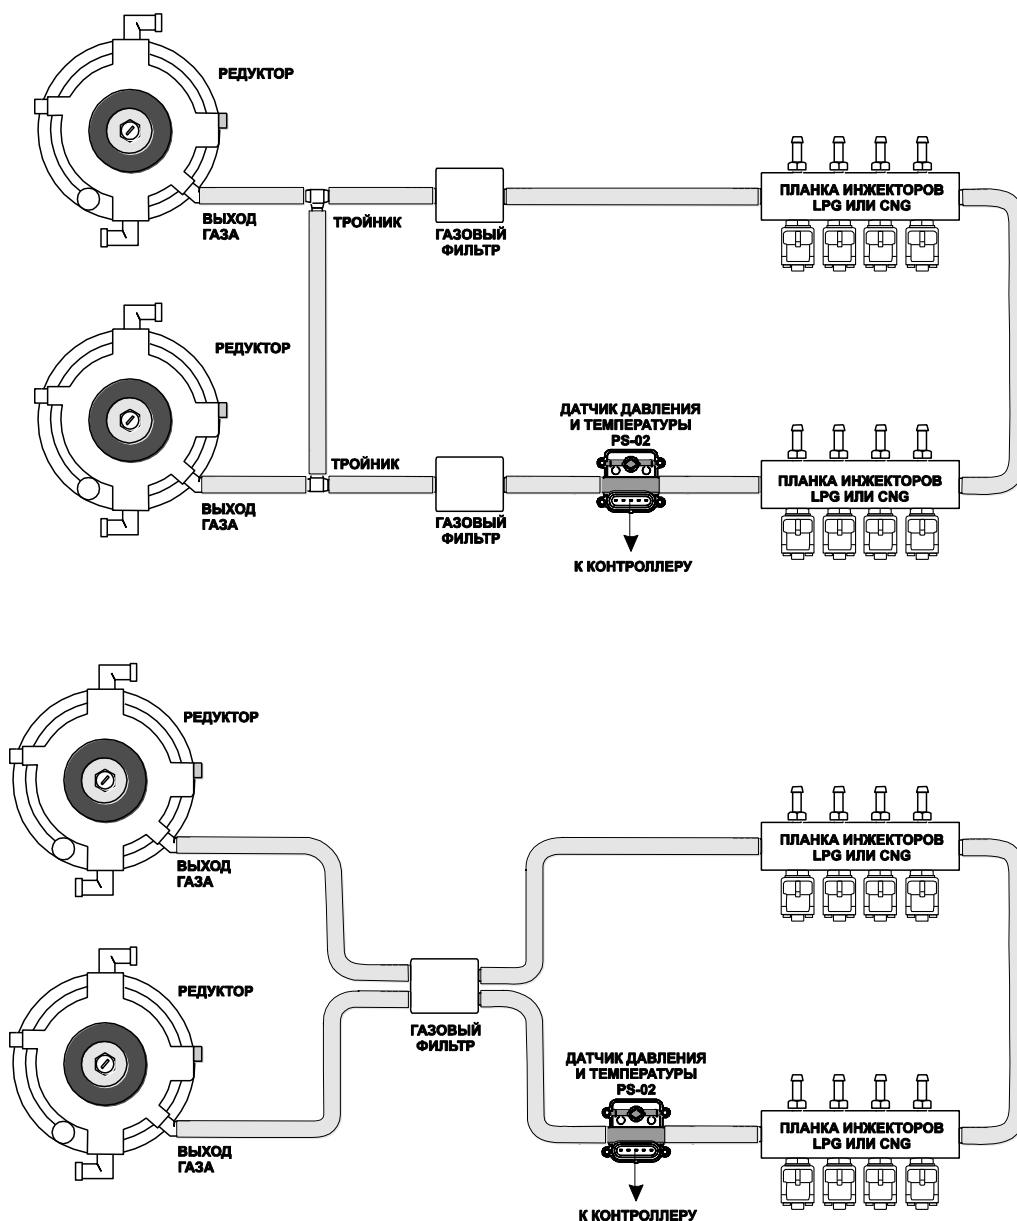 РЕДУКТОР
ПЛАНКА ИНЖЕКТОРОВ
LPG ИЛИ CNG
ВЫХОД
ГАЗА
ТРОЙНИК
ГАЗОВЫЙ
ФИЛЬТР
РЕДУКТОР
ДАТЧИК ДАВЛЕНИЯ
И ТЕМПЕРАТУРЫ
PS-02
ТРОЙНИК
ПЛАНКА ИНЖЕКТОРОВ
LPG ИЛИ CNG
ВЫХОД
ГАЗА
ГАЗОВЫЙ
ФИЛЬТР
К КОНТРОЛЛЕРУ
РЕДУКТОР
ПЛАНКА ИНЖЕКТОРОВ
LPG ИЛИ CNG
ВЫХОД
ГАЗА
РЕДУКТОР
ГАЗОВЫЙ
ФИЛЬТР
ДАТЧИК ДАВЛЕНИЯ
И ТЕМПЕРАТУРЫ
PS-02
ПЛАНКА ИНЖЕКТОРОВ
LPG ИЛИ CNG
ВЫХОД
ГАЗА
К КОНТРОЛЛЕРУ